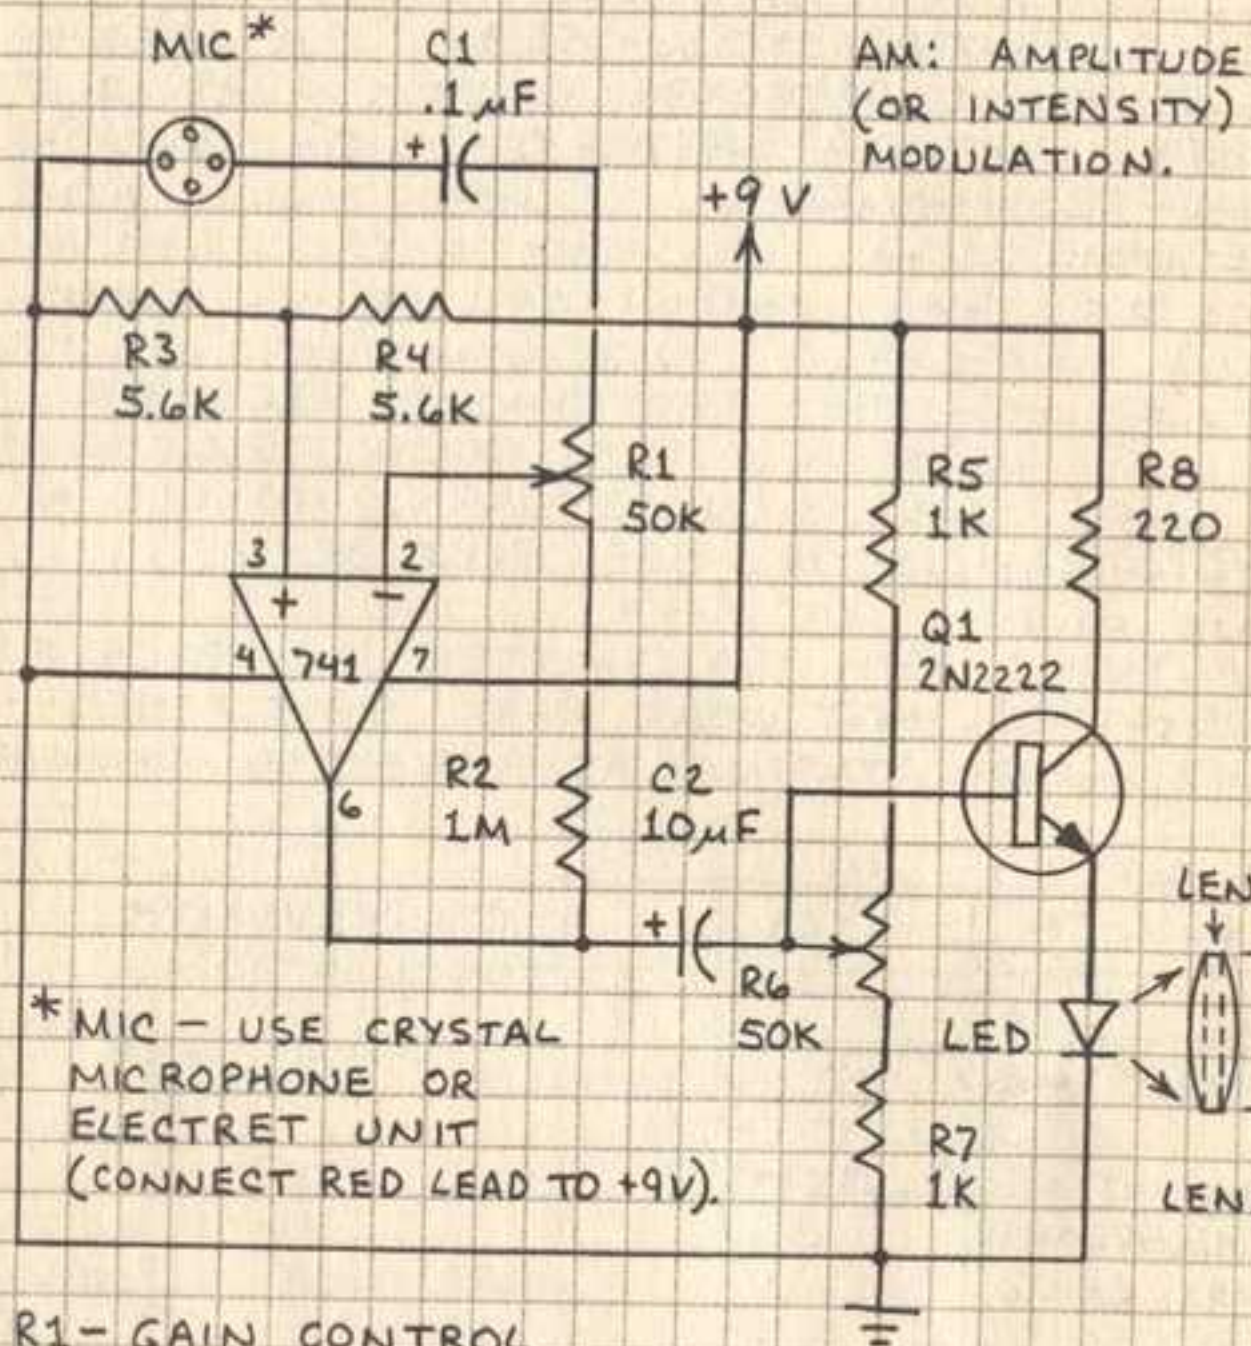 MIC*
C1
.1µF
AM: AMPLITUDE
(OR INTENSITY)
MODULATION.
+9 V
+
R3
5.6K
R4
5.6K
R1
50K
R5
1K
R8
220
3
2
+
−
4
741
7
6
Q1
2N2222
R2
1M
C2
10µF
+
R6
50K
LEN
LED
*MIC – USE CRYSTAL
MICROPHONE OR
ELECTRET UNIT
(CONNECT RED LEAD TO +9V).
R7
1K
LEN
R1 – GAIN CONTROL